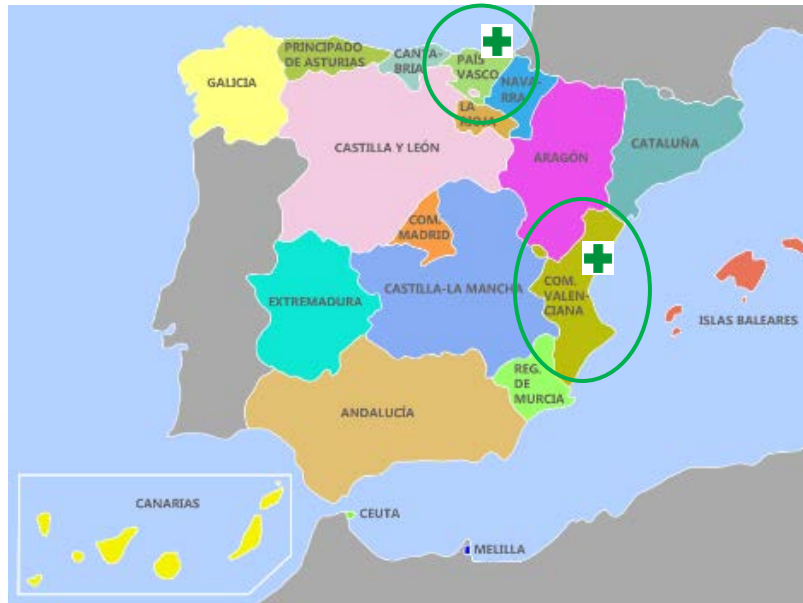 PRINCIPADO
DE ASTURIAS
CANTA-
BRIA
PAÍS
VASCO
GALICIA
NAVA-
RRA
LA
RIOJA
CASTILLA Y LEÓN
ARAGÓN
CATALUÑA
COM.
MADRID
CASTILLA-LA MANCHA
COM.
VALEN-
CIANA
EXTREMADURA
ISLAS BALEARES
REG.
DE
MURCIA
ANDALUCÍA
CANARIAS
CEUTA
MELILLA